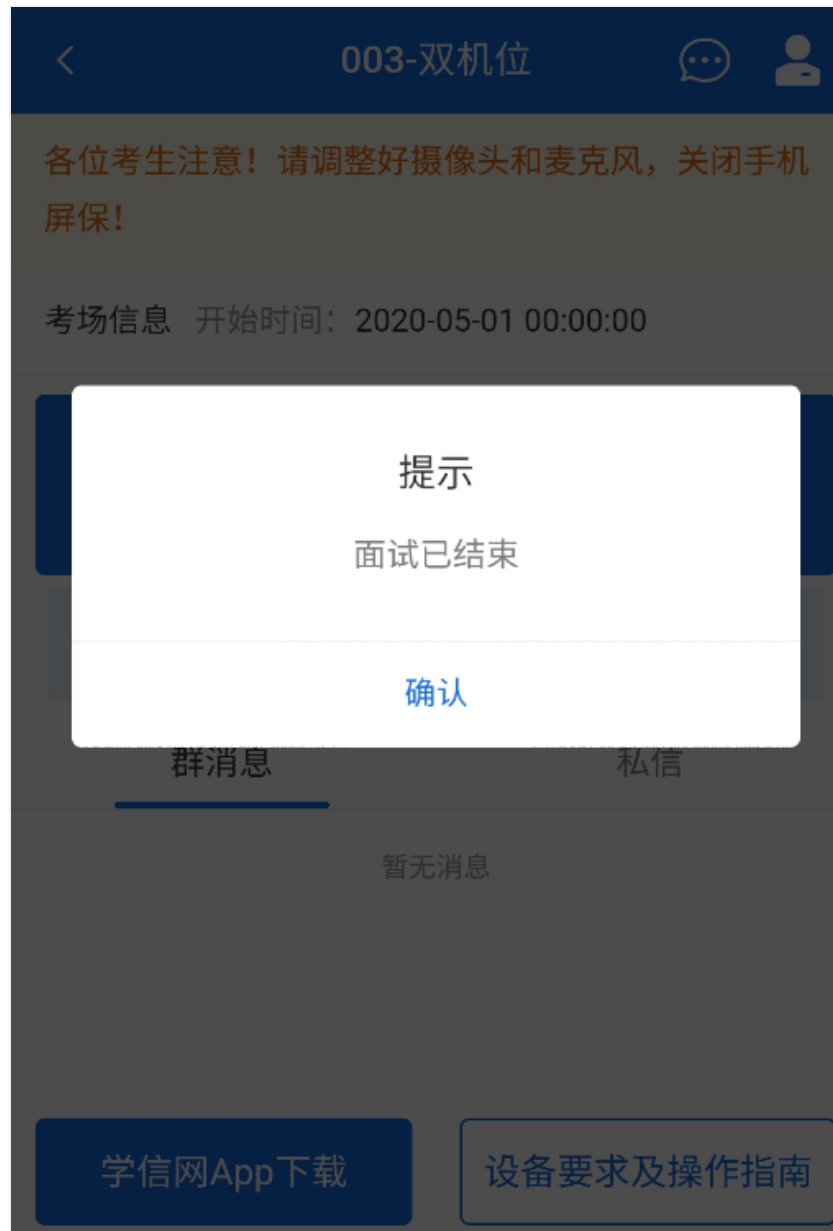 003-双机位
各位考生注意！请调整好摄像头和麦克风，关闭手机
屏保！
考场信息 开始时间：2020-05-01 00:00:00
提示
面试已结束
确认
群消息 私信
暂无消息
学信网App下载 设备要求及操作指南